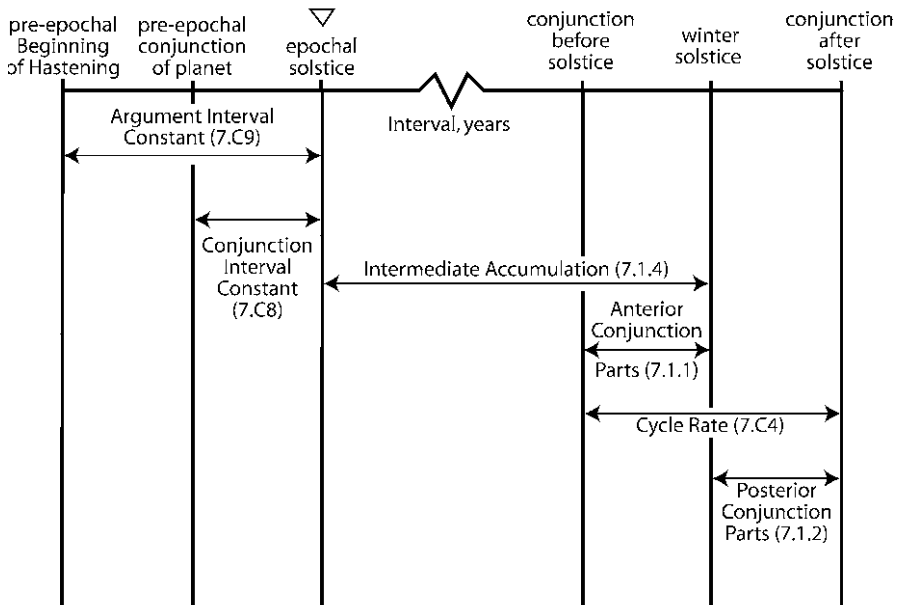 pre-epochal
Beginning
of Hastening
pre-epochal
conjunction
of planet
epochal
solstice
conjunction
before
solstice
winter
solstice
conjunction
after
solstice
Argument Interval
Constant (7.C9)
Interval, years
Conjunction
Interval
Constant
(7.C8)
Intermediate Accumulation (7.1.4)
Anterior
Conjunction
Parts (7.1.1)
Cycle Rate (7.C4)
Posterior
Conjunction
Parts (7.1.2)